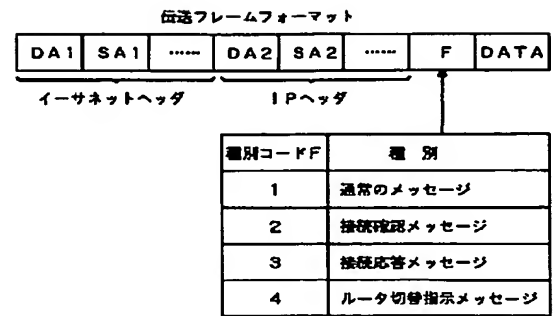 伝送フレームフォーマット
DA1 SA1 …… DA2 SA2 …… F DATA
イーサネットヘッダ IPヘッダ
種別コードF 種 別
1 通常のメッセージ
2 接続確認メッセージ
3 接続応答メッセージ
4 ルータ切替指示メッセージ